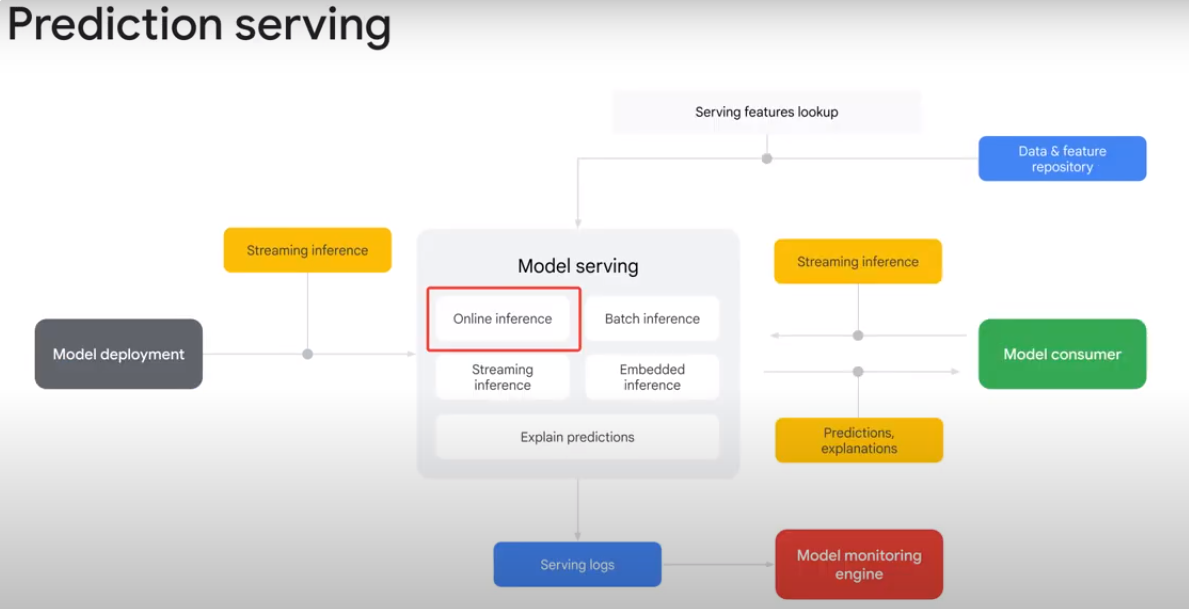 Prediction serving
Serving features lookup
Data & feature
repository
Streaming inference
Model serving
Streaming inference
Online inference
Batch inference
Model deployment
Model consumer
Streaming
inference
Embedded
inference
Explain predictions
Predictions,
explanations
Serving logs
Model monitoring
engine